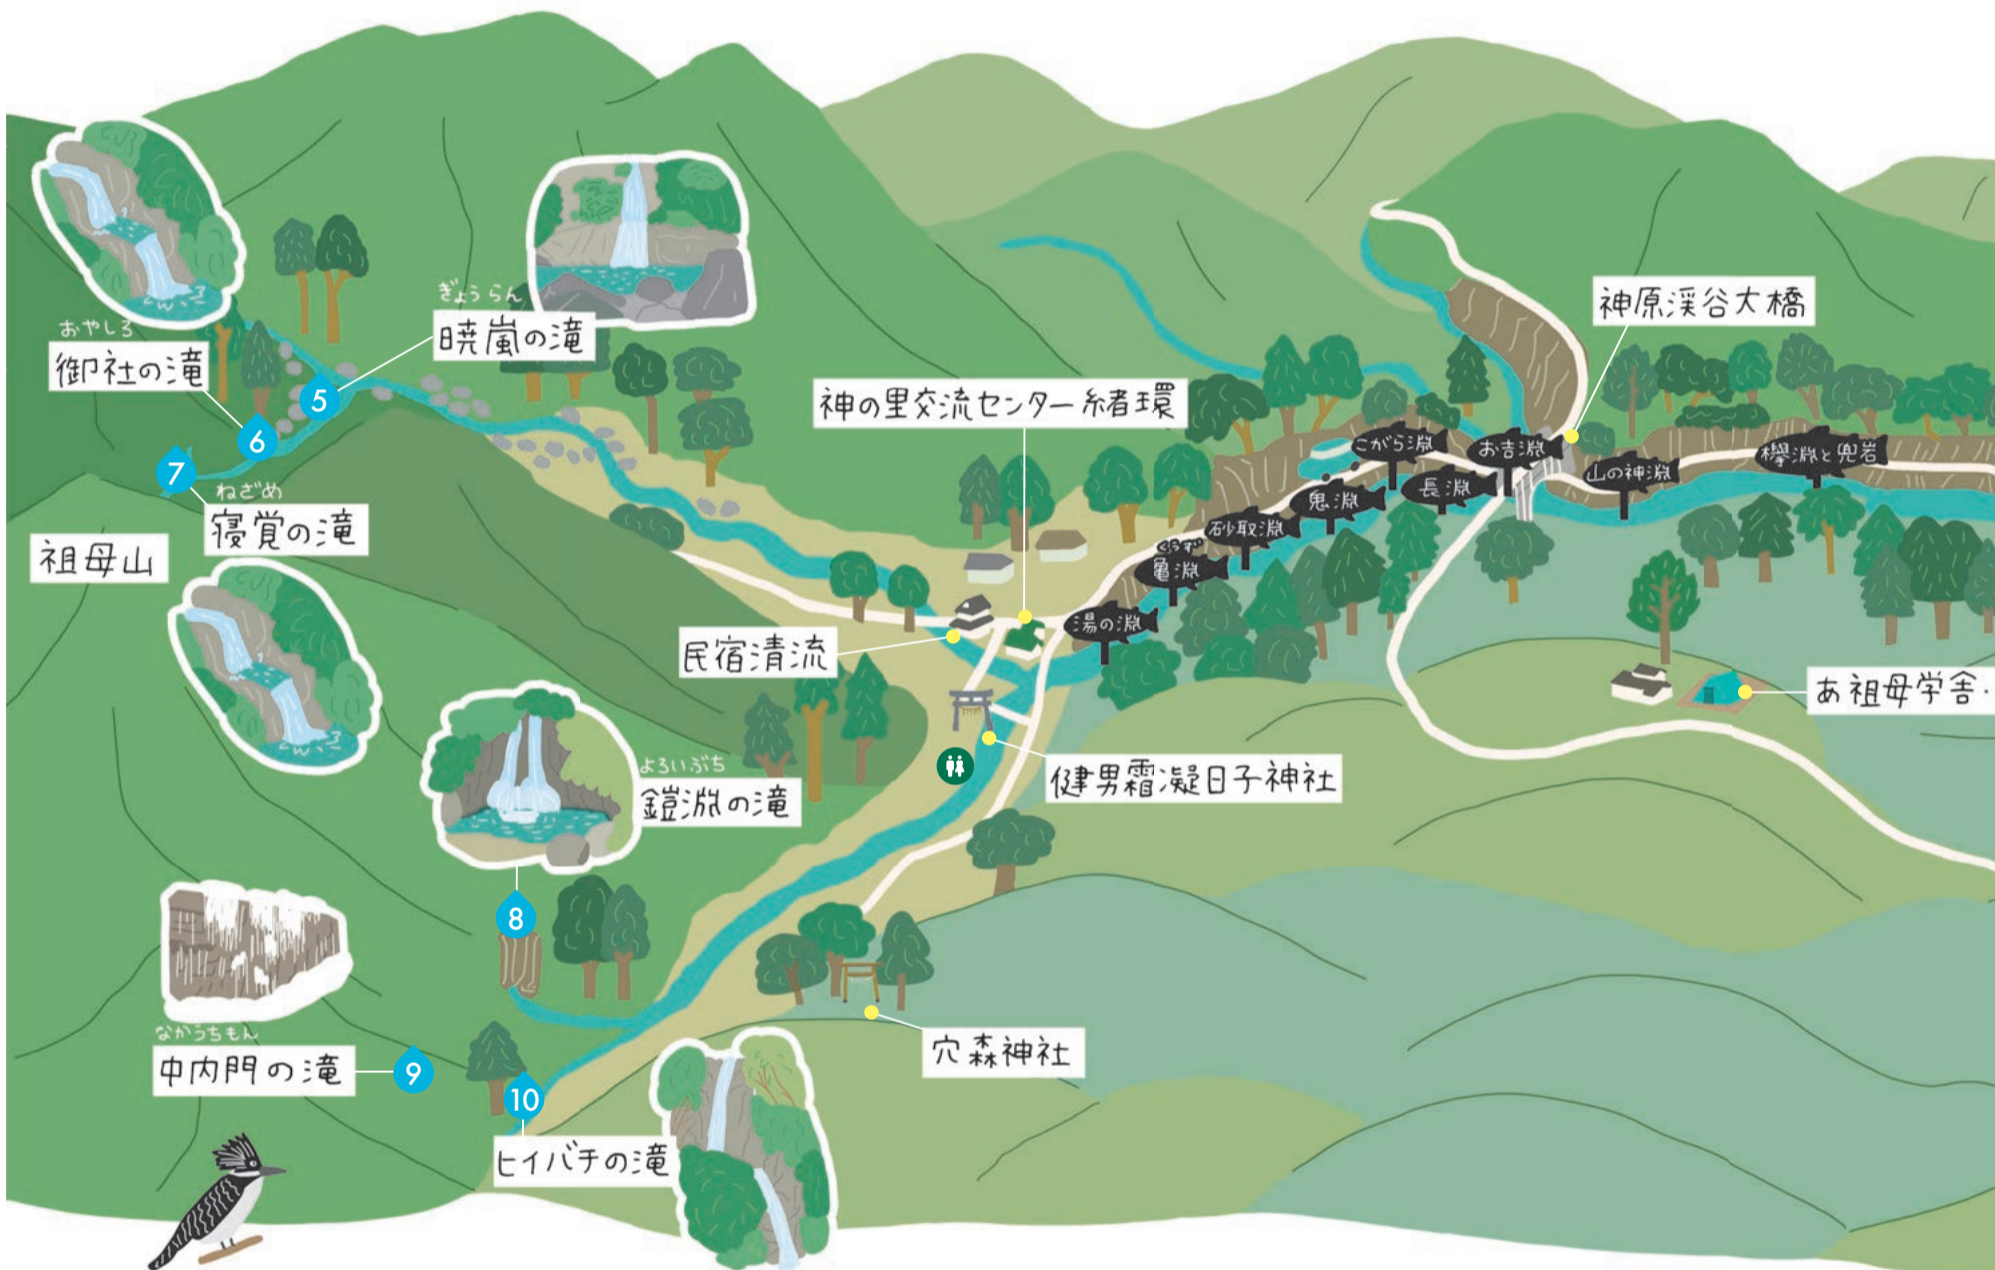 おやしろ
御社の滝
ぎょうらん
暁嵐の滝
5
6
7
ねざめ
寝覚の滝
祖母山
神の里交流センター緒環
神原渓谷大橋
こがら淵
お吉淵
欅淵と兜岩
山の神淵
長淵
鬼淵
砂取淵
くうず
亀淵
湯の淵
民宿清流
あ祖母学舎・
健男霜凝日子神社
よろいぶち
鎧淵の滝
8
なかうちもん
中内門の滝
9
10
ヒイバチの滝
穴森神社